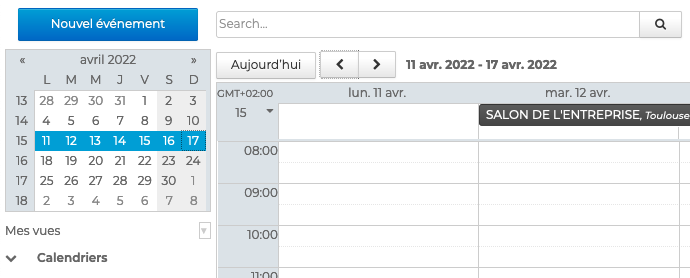 Nouvel événement
Search...
« avril 2022 »
L M M J V S D
13 28 29 30 31 1 2 3
14 4 5 6 7 8 9 10
15 11 12 13 14 15 16 17
16 18 19 20 21 22 23 24
17 25 26 27 28 29 30 1
18 2 3 4 5 6 7 8
Mes vues
Calendriers
Aujourd'hui
11 avr. 2022 - 17 avr. 2022
GMT+02:00 lun. 11 avr. mar. 12 avr.
15
SALON DE L'ENTREPRISE, Toulouse
08:00
09:00
10:00
11:00